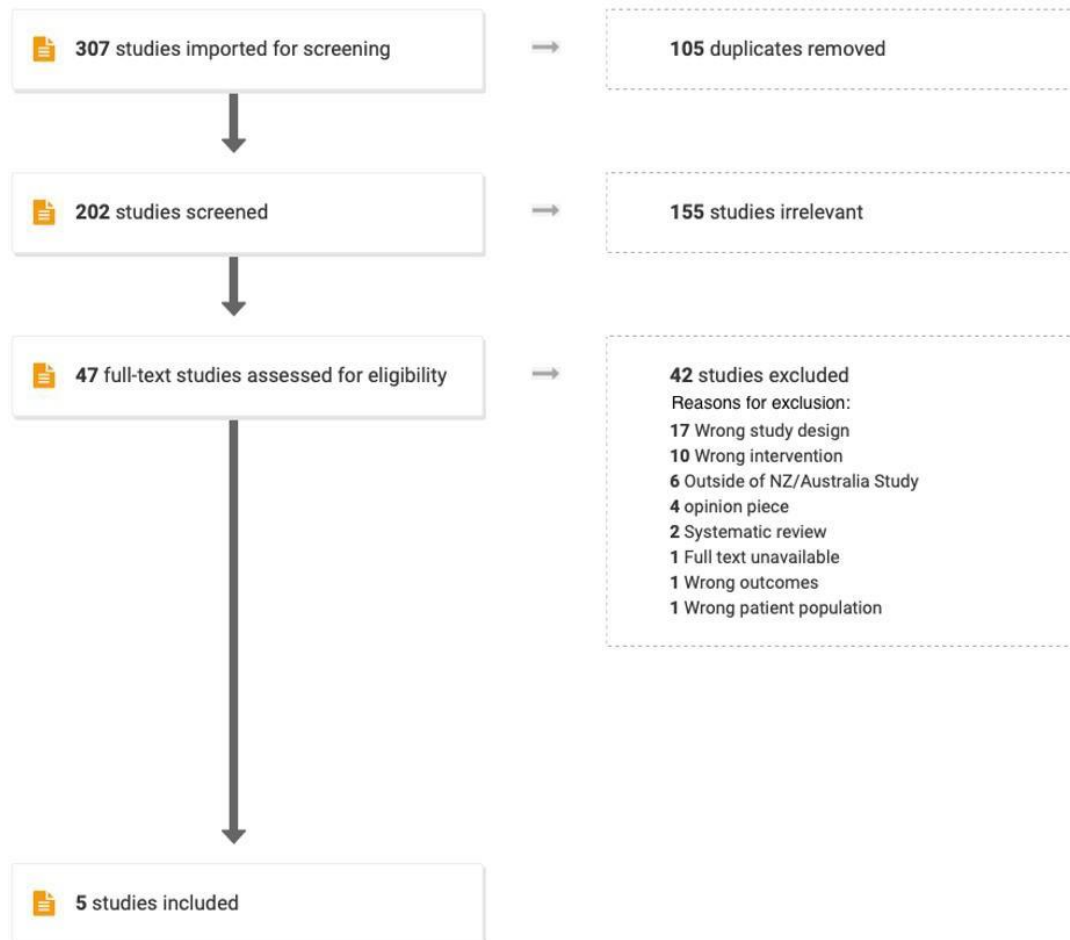 307 studies imported for screening
105 duplicates removed
202 studies screened
155 studies irrelevant
47 full-text studies assessed for eligibility
42 studies excluded
Reasons for exclusion:
17 Wrong study design
10 Wrong intervention
6 Outside of NZ/Australia Study
4 opinion piece
2 Systematic review
1 Full text unavailable
1 Wrong outcomes
1 Wrong patient population
5 studies included